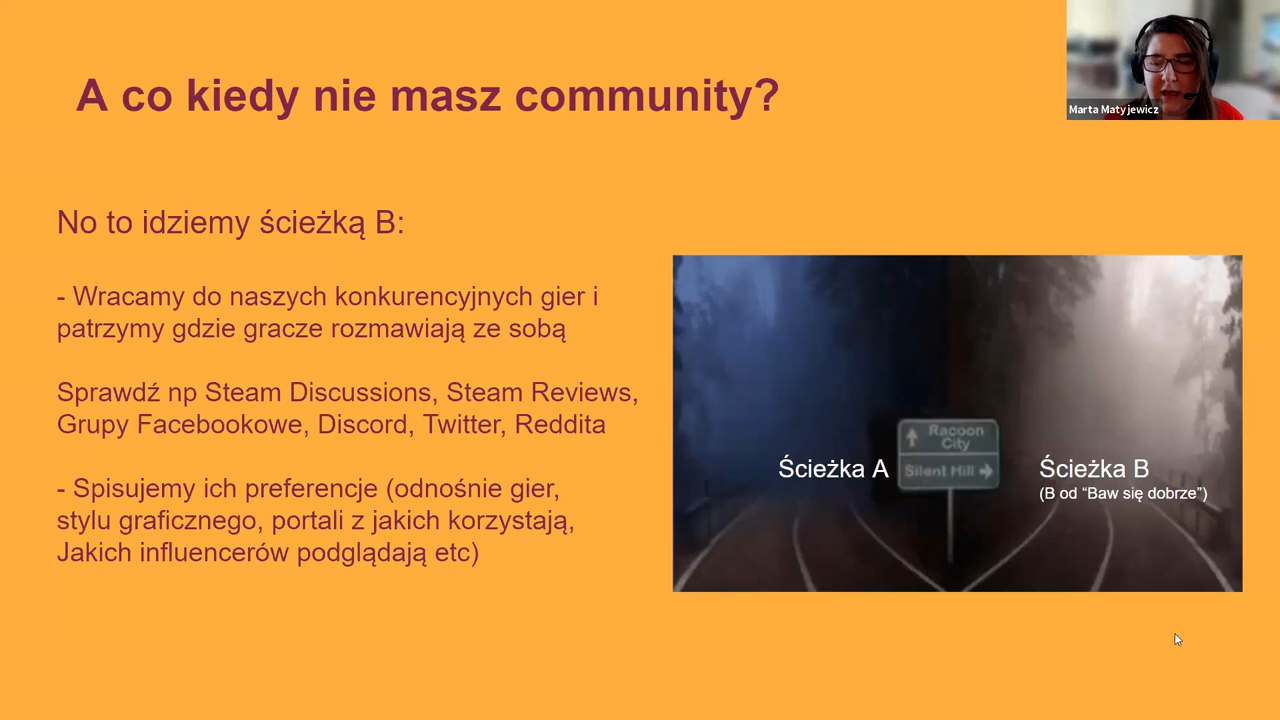 A co kiedy nie masz community?
Marta Matyjewicz
No to idziemy ścieżką B:
- Wracamy do naszych konkurencyjnych gier i
patrzymy gdzie gracze rozmawiają ze sobą
Sprawdź np Steam Discussions, Steam Reviews,
Grupy Facebookowe, Discord, Twitter, Reddita
- Spisujemy ich preferencje (odnośnie gier,
stylu graficznego, portali z jakich korzystają,
Jakich influencerów podglądają etc)
Racoon
City
Silent Hill
Ścieżka A
Ścieżka B
(B od “Baw się dobrze”)